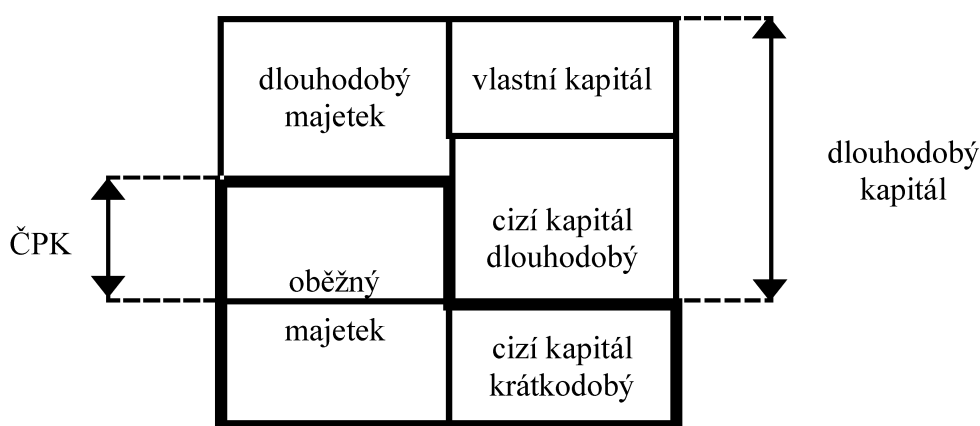 dlouhodobý
majetek
vlastní kapitál
dlouhodobý
kapitál
ČPK
cizí kapitál
dlouhodobý
oběžný
majetek
cizí kapitál
krátkodobý